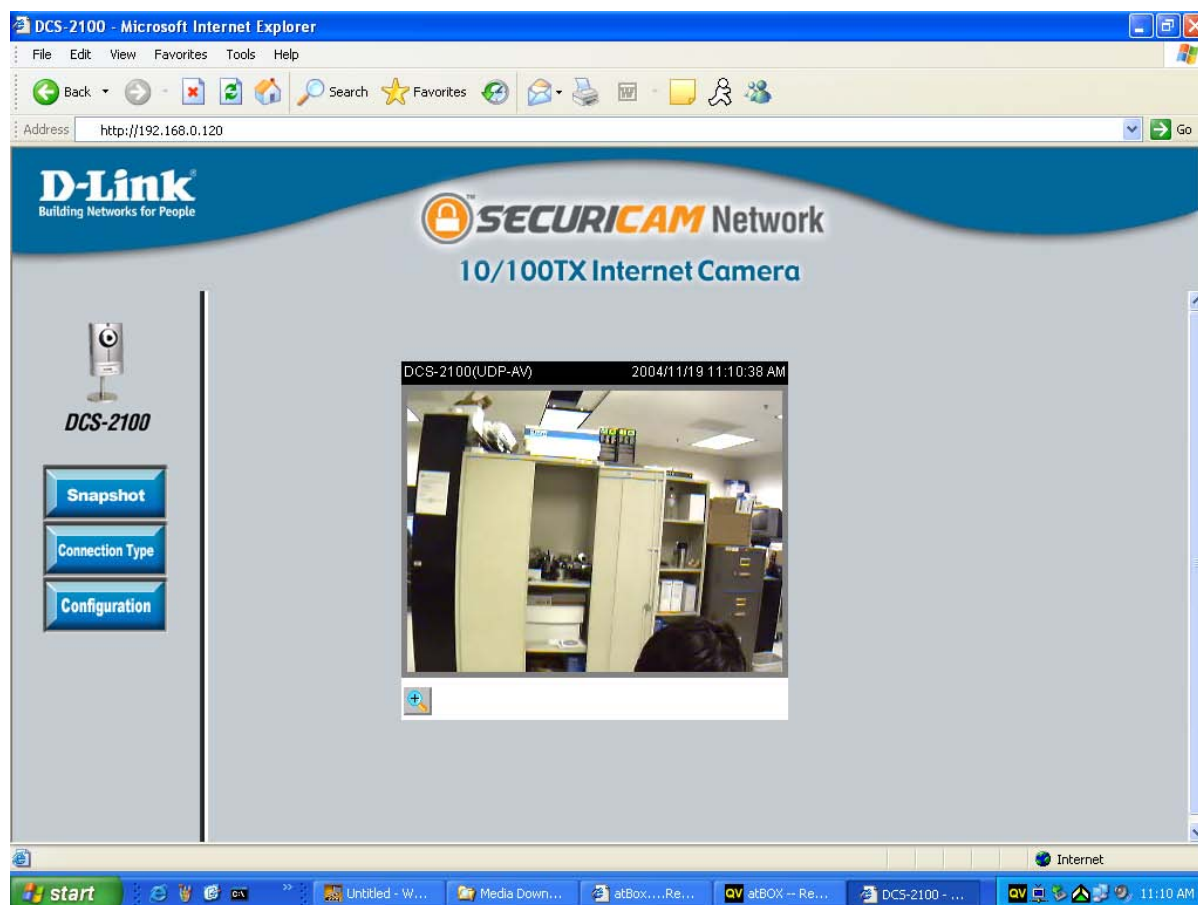 DCS-2100 - Microsoft Internet Explorer
File Edit View Favorites Tools Help
Back Search Favorites
Address http://192.168.0.120 Go
D-Link
Building Networks for People
SECURICAM Network
TM
10/100TX Internet Camera
DCS-2100
Snapshot
Connection Type
Configuration
DCS-2100(UDP-AV) 2004/11/19 11:10:38 AM
Internet
start Untitled - W... Media Down... atBox....Re... QV atBOX -- Re... DCS-2100 - ... QV 11:10 AM